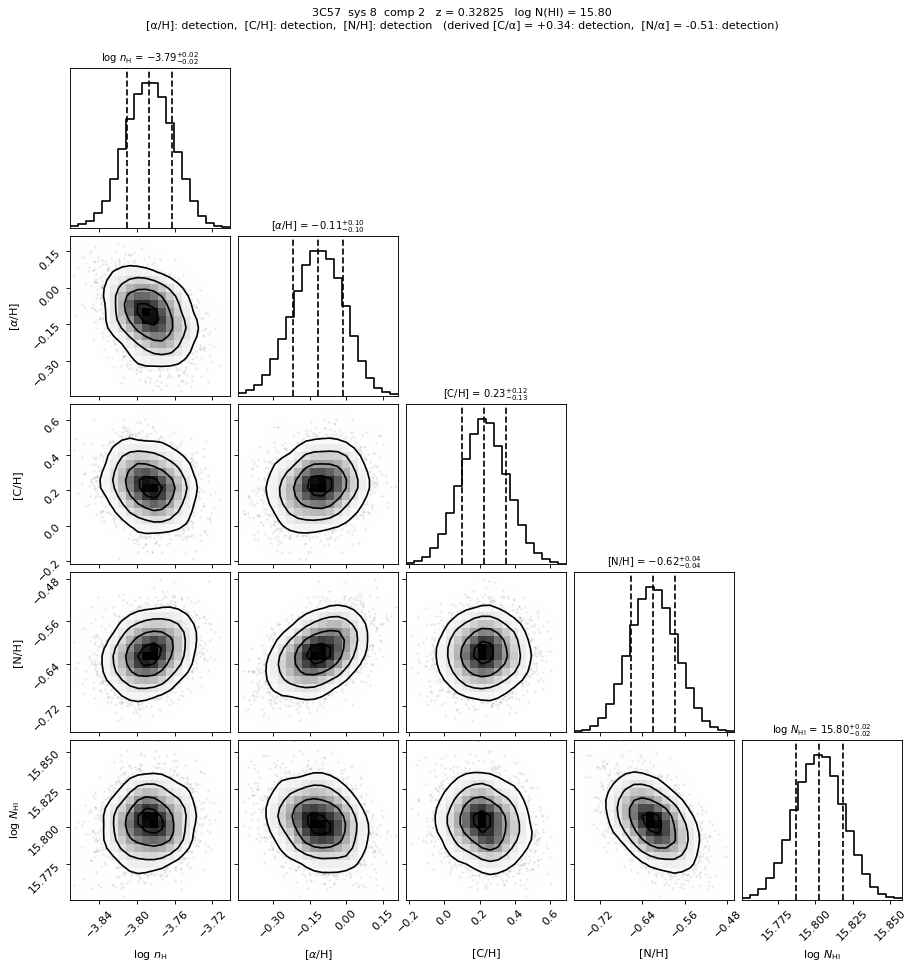 3C57  sys 8  comp 2   z = 0.32825   log N(HI) = 15.80
[α/H]: detection,  [C/H]: detection,  [N/H]: detection   (derived [C/α] = +0.34: detection,  [N/α] = -0.51: detection)
log n_H = −3.79 +0.02 −0.02
[α/H] = −0.11 +0.10 −0.10
0.15
0.00
−0.15
−0.30
[α/H]
[C/H] = 0.23 +0.12 −0.13
0.6
0.4
0.2
0.0
−0.2
[C/H]
[N/H] = −0.62 +0.04 −0.04
−0.48
−0.56
−0.64
−0.72
[N/H]
log N_HI = 15.80 +0.02 −0.02
15.850
15.825
15.800
15.775
log N_HI
−3.84 −3.80 −3.76 −3.72
−0.30 −0.15 0.00 0.15
−0.2 0.0 0.2 0.4 0.6
−0.72 −0.64 −0.56 −0.48
15.775 15.800 15.825 15.850
log n_H
[α/H]
[C/H]
[N/H]
log N_HI